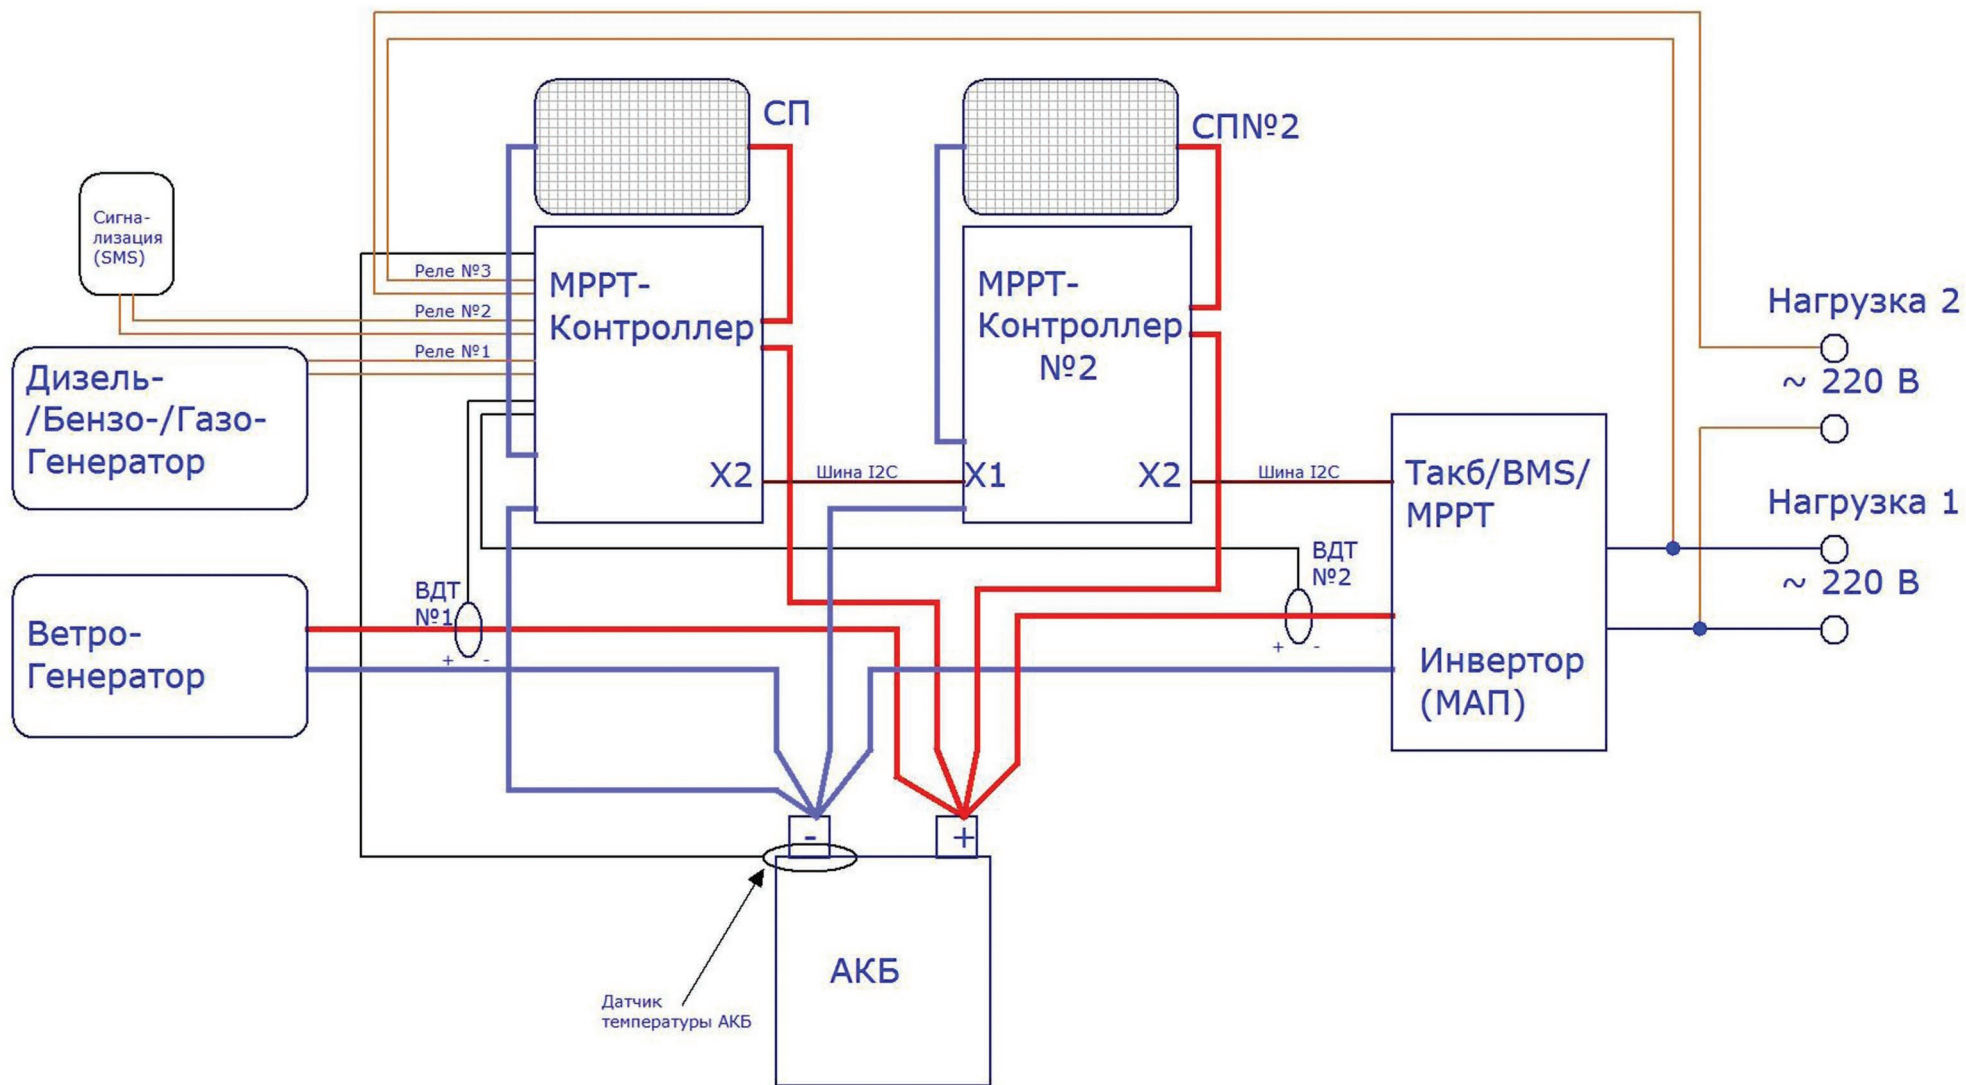 СП
СП№2
Сигна-
лизация
(SMS)
Реле №3
Реле №2
Реле №1
МРРТ-
Контроллер
X2
МРРТ-
Контроллер
№2
X1
X2
Шина I2C
Шина I2C
Дизель-
/Бензо-/Газо-
Генератор
Ветро-
Генератор
ВДТ
№1
+ -
ВДТ
№2
+ -
Такб/BMS/
МРРТ
Инвертор
(МАП)
Нагрузка 2
~ 220 В
Нагрузка 1
~ 220 В
-
+
АКБ
Датчик
температуры АКБ